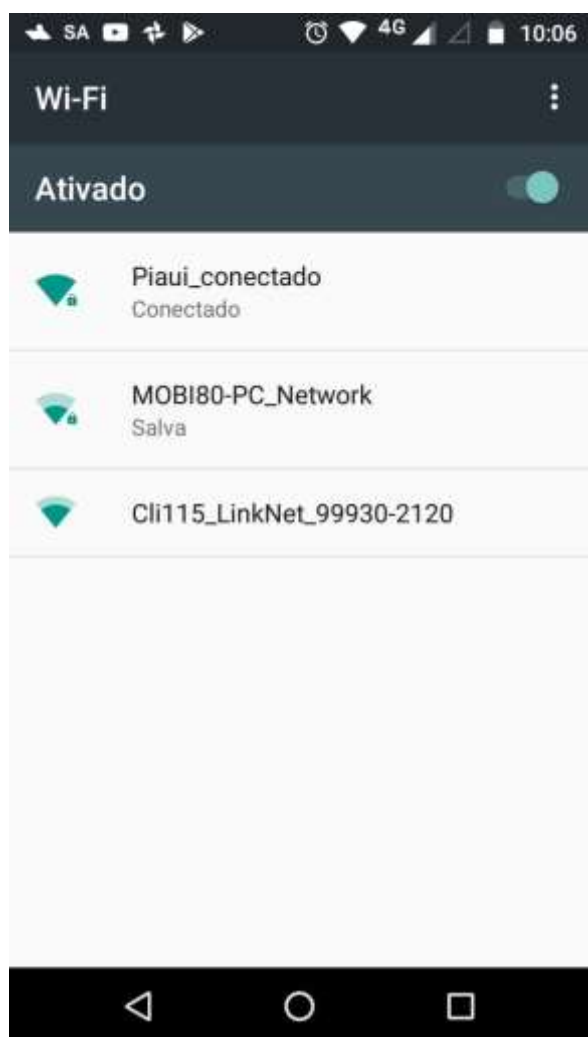 SA 4G 10:06
Wi-Fi
Ativado
Piaui_conectado
Conectado
MOBI80-PC_Network
Salva
Cli115_LinkNet_99930-2120